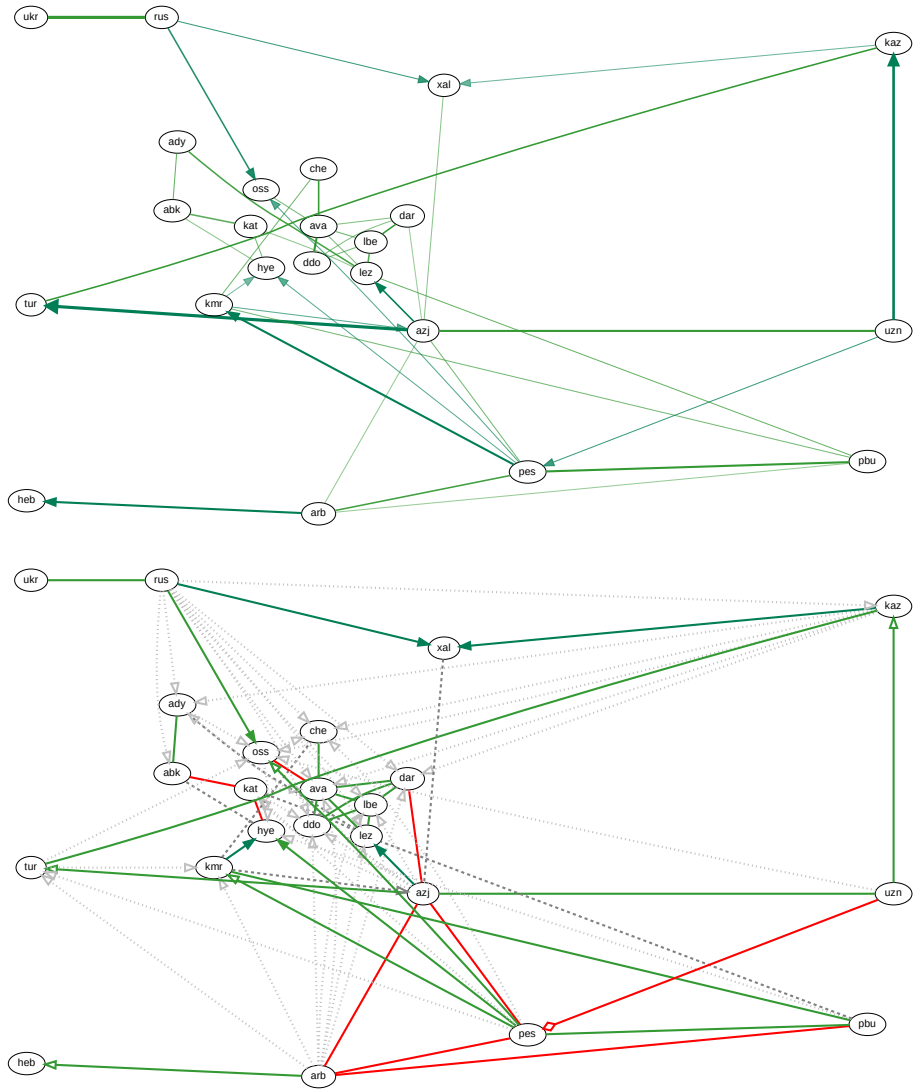 ukr
rus
kaz
xal
ady
che
oss
abk
dar
kat
ava
lbe
ddo
hye
lez
tur
kmr
azj
uzn
pes
pbu
heb
arb
ukr
rus
kaz
xal
ady
che
oss
abk
dar
kat
ava
lbe
ddo
hye
lez
tur
kmr
azj
uzn
pes
pbu
heb
arb